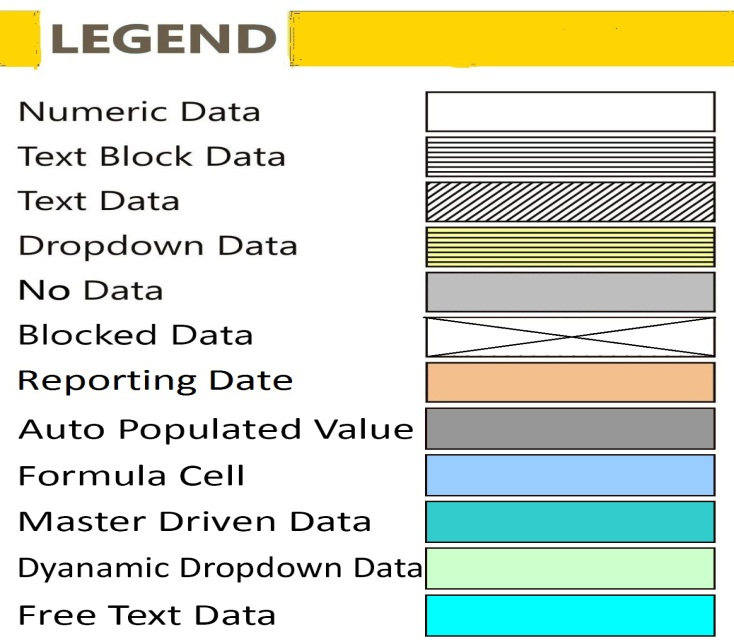 LEGEND
Numeric Data
Text Block Data
Text Data
Dropdown Data
No Data
Blocked Data
Reporting Date
Auto Populated Value
Formula Cell
Master Driven Data
Dyanamic Dropdown Data
Free Text Data